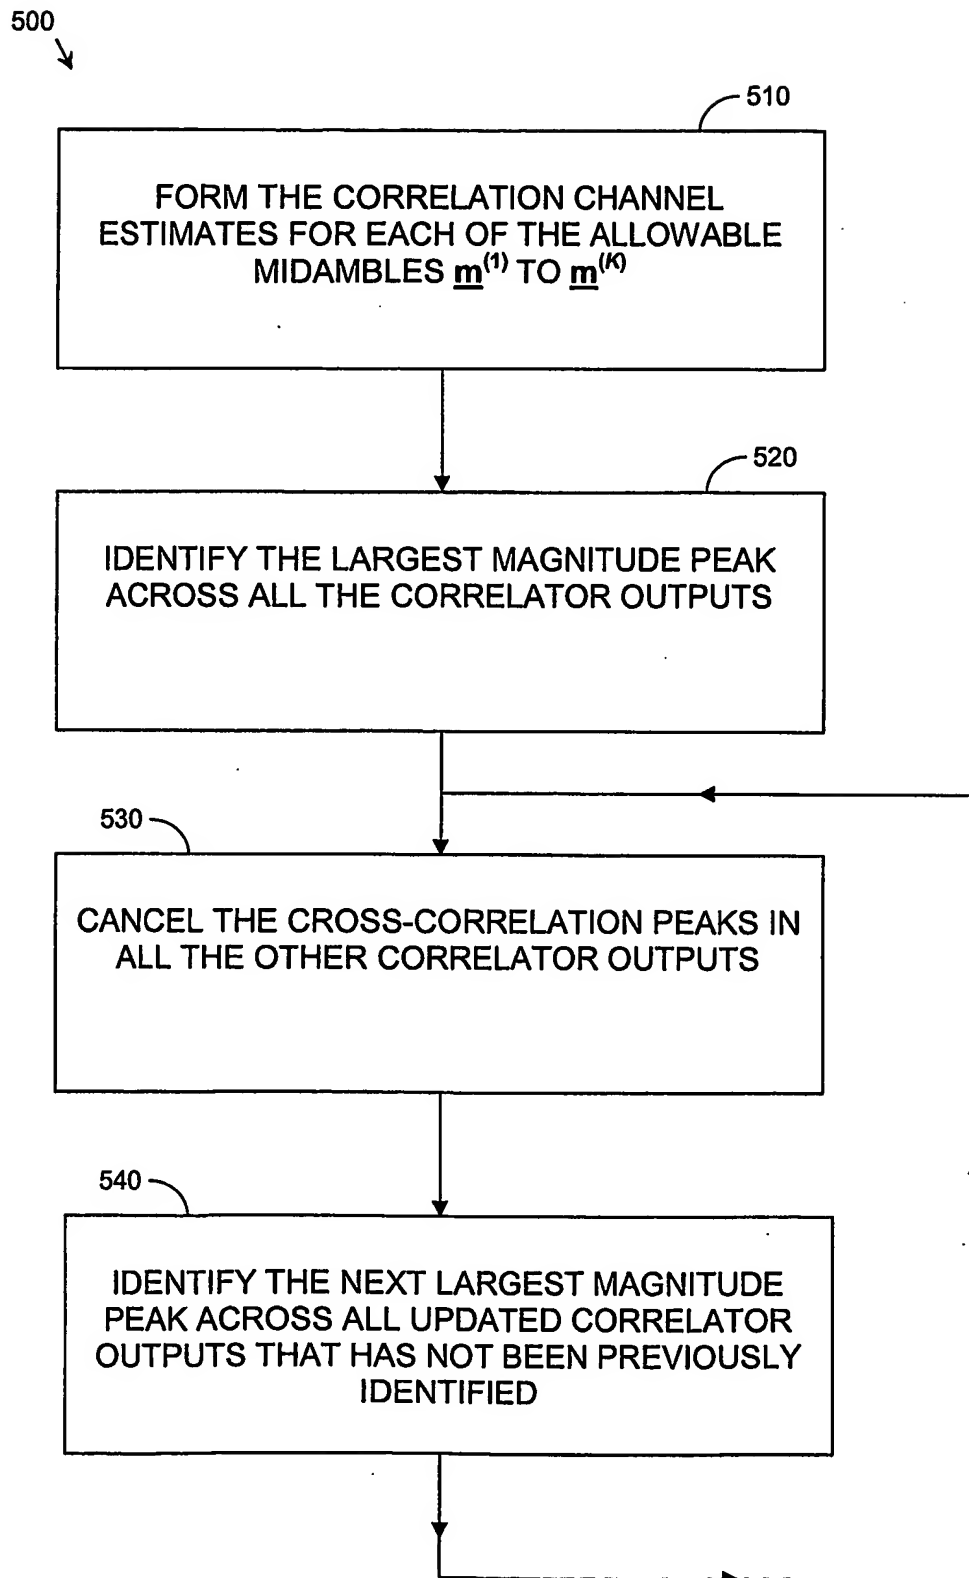 500
510
FORM THE CORRELATION CHANNEL
ESTIMATES FOR EACH OF THE ALLOWABLE
MIDAMBLES m^(1) TO m^(K)
520
IDENTIFY THE LARGEST MAGNITUDE PEAK
ACROSS ALL THE CORRELATOR OUTPUTS
530
CANCEL THE CROSS-CORRELATION PEAKS IN
ALL THE OTHER CORRELATOR OUTPUTS
540
IDENTIFY THE NEXT LARGEST MAGNITUDE
PEAK ACROSS ALL UPDATED CORRELATOR
OUTPUTS THAT HAS NOT BEEN PREVIOUSLY
IDENTIFIED